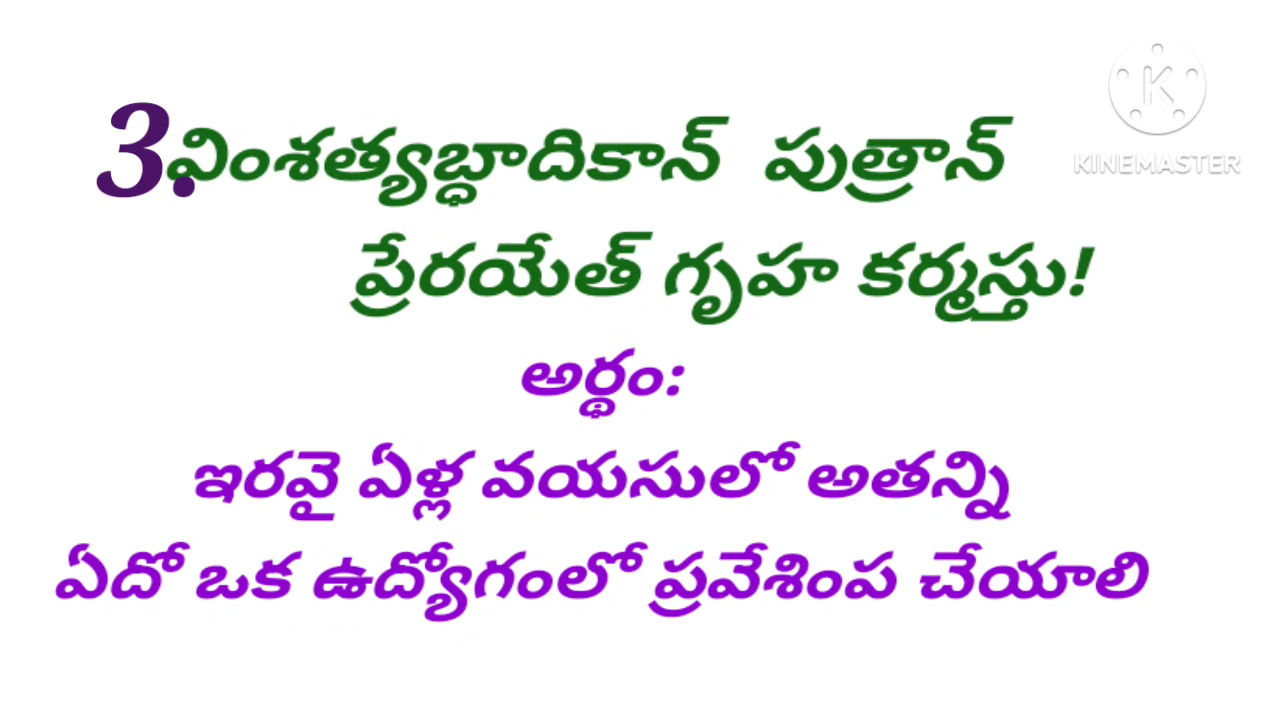 3.వింశత్యబ్ధాదికాన్ పుత్రాన్
KINEMASTER
ప్రేరయేత్ గృహ కర్మస్తు!
అర్థం:
ఇరవై ఏళ్ల వయసులో అతన్ని
ఏదో ఒక ఉద్యోగంలో ప్రవేశింప చేయాలి